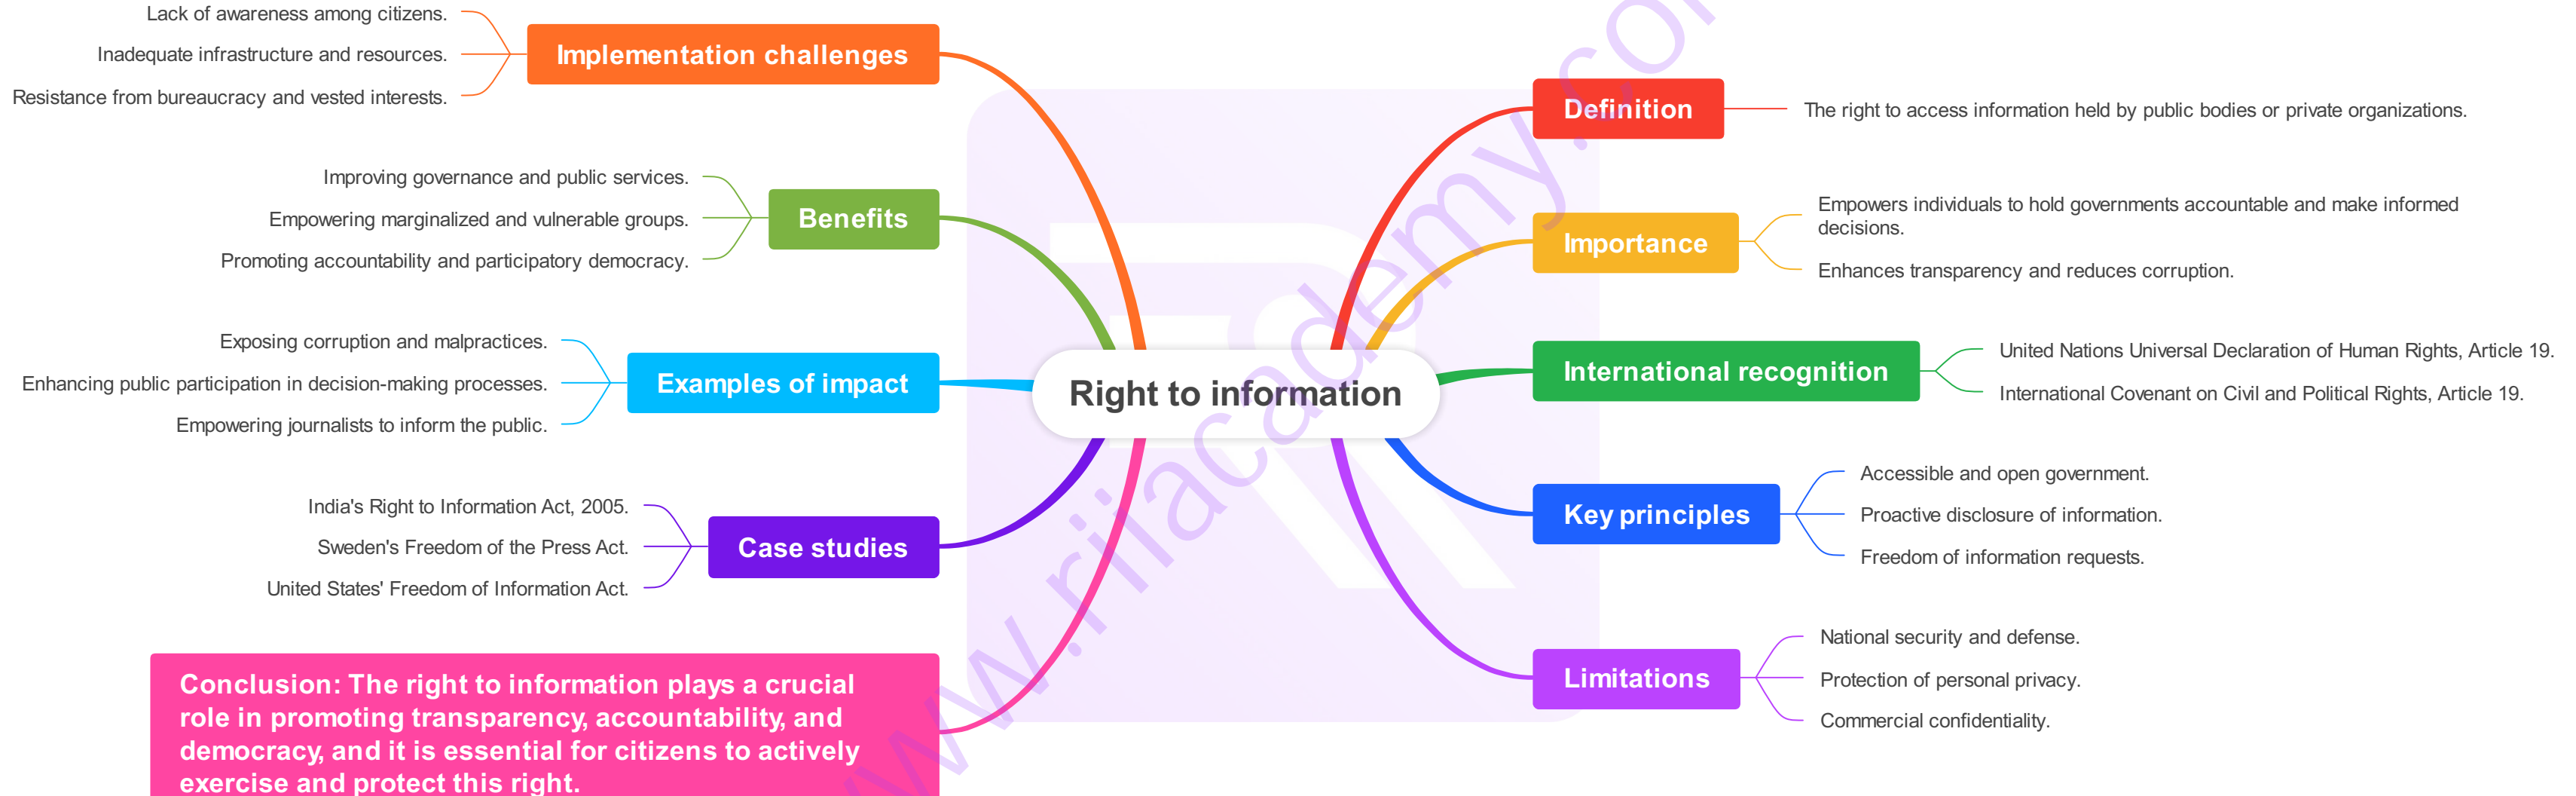 Right to information
Definition
The right to access information held by public bodies or private organizations.
Importance
Empowers individuals to hold governments accountable and make informed
decisions.
Enhances transparency and reduces corruption.
International recognition
United Nations Universal Declaration of Human Rights, Article 19.
International Covenant on Civil and Political Rights, Article 19.
Key principles
Accessible and open government.
Proactive disclosure of information.
Freedom of information requests.
Limitations
National security and defense.
Protection of personal privacy.
Commercial confidentiality.
Implementation challenges
Lack of awareness among citizens.
Inadequate infrastructure and resources.
Resistance from bureaucracy and vested interests.
Benefits
Improving governance and public services.
Empowering marginalized and vulnerable groups.
Promoting accountability and participatory democracy.
Examples of impact
Exposing corruption and malpractices.
Enhancing public participation in decision-making processes.
Empowering journalists to inform the public.
Case studies
India's Right to Information Act, 2005.
Sweden's Freedom of the Press Act.
United States' Freedom of Information Act.
Conclusion: The right to information plays a crucial
role in promoting transparency, accountability, and
democracy, and it is essential for citizens to actively
exercise and protect this right.